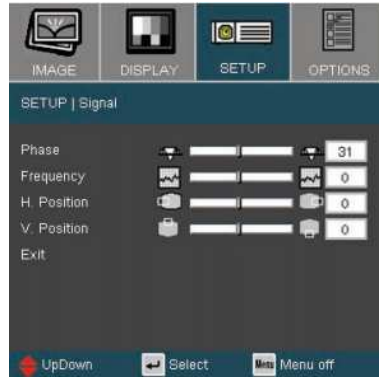 IMAGE DISPLAY SETUP OPTIONS
SETUP | Signal
Phase 31
Frequency 0
H. Position 0
V. Position 0
Exit
UpDown Select Menu Menu off